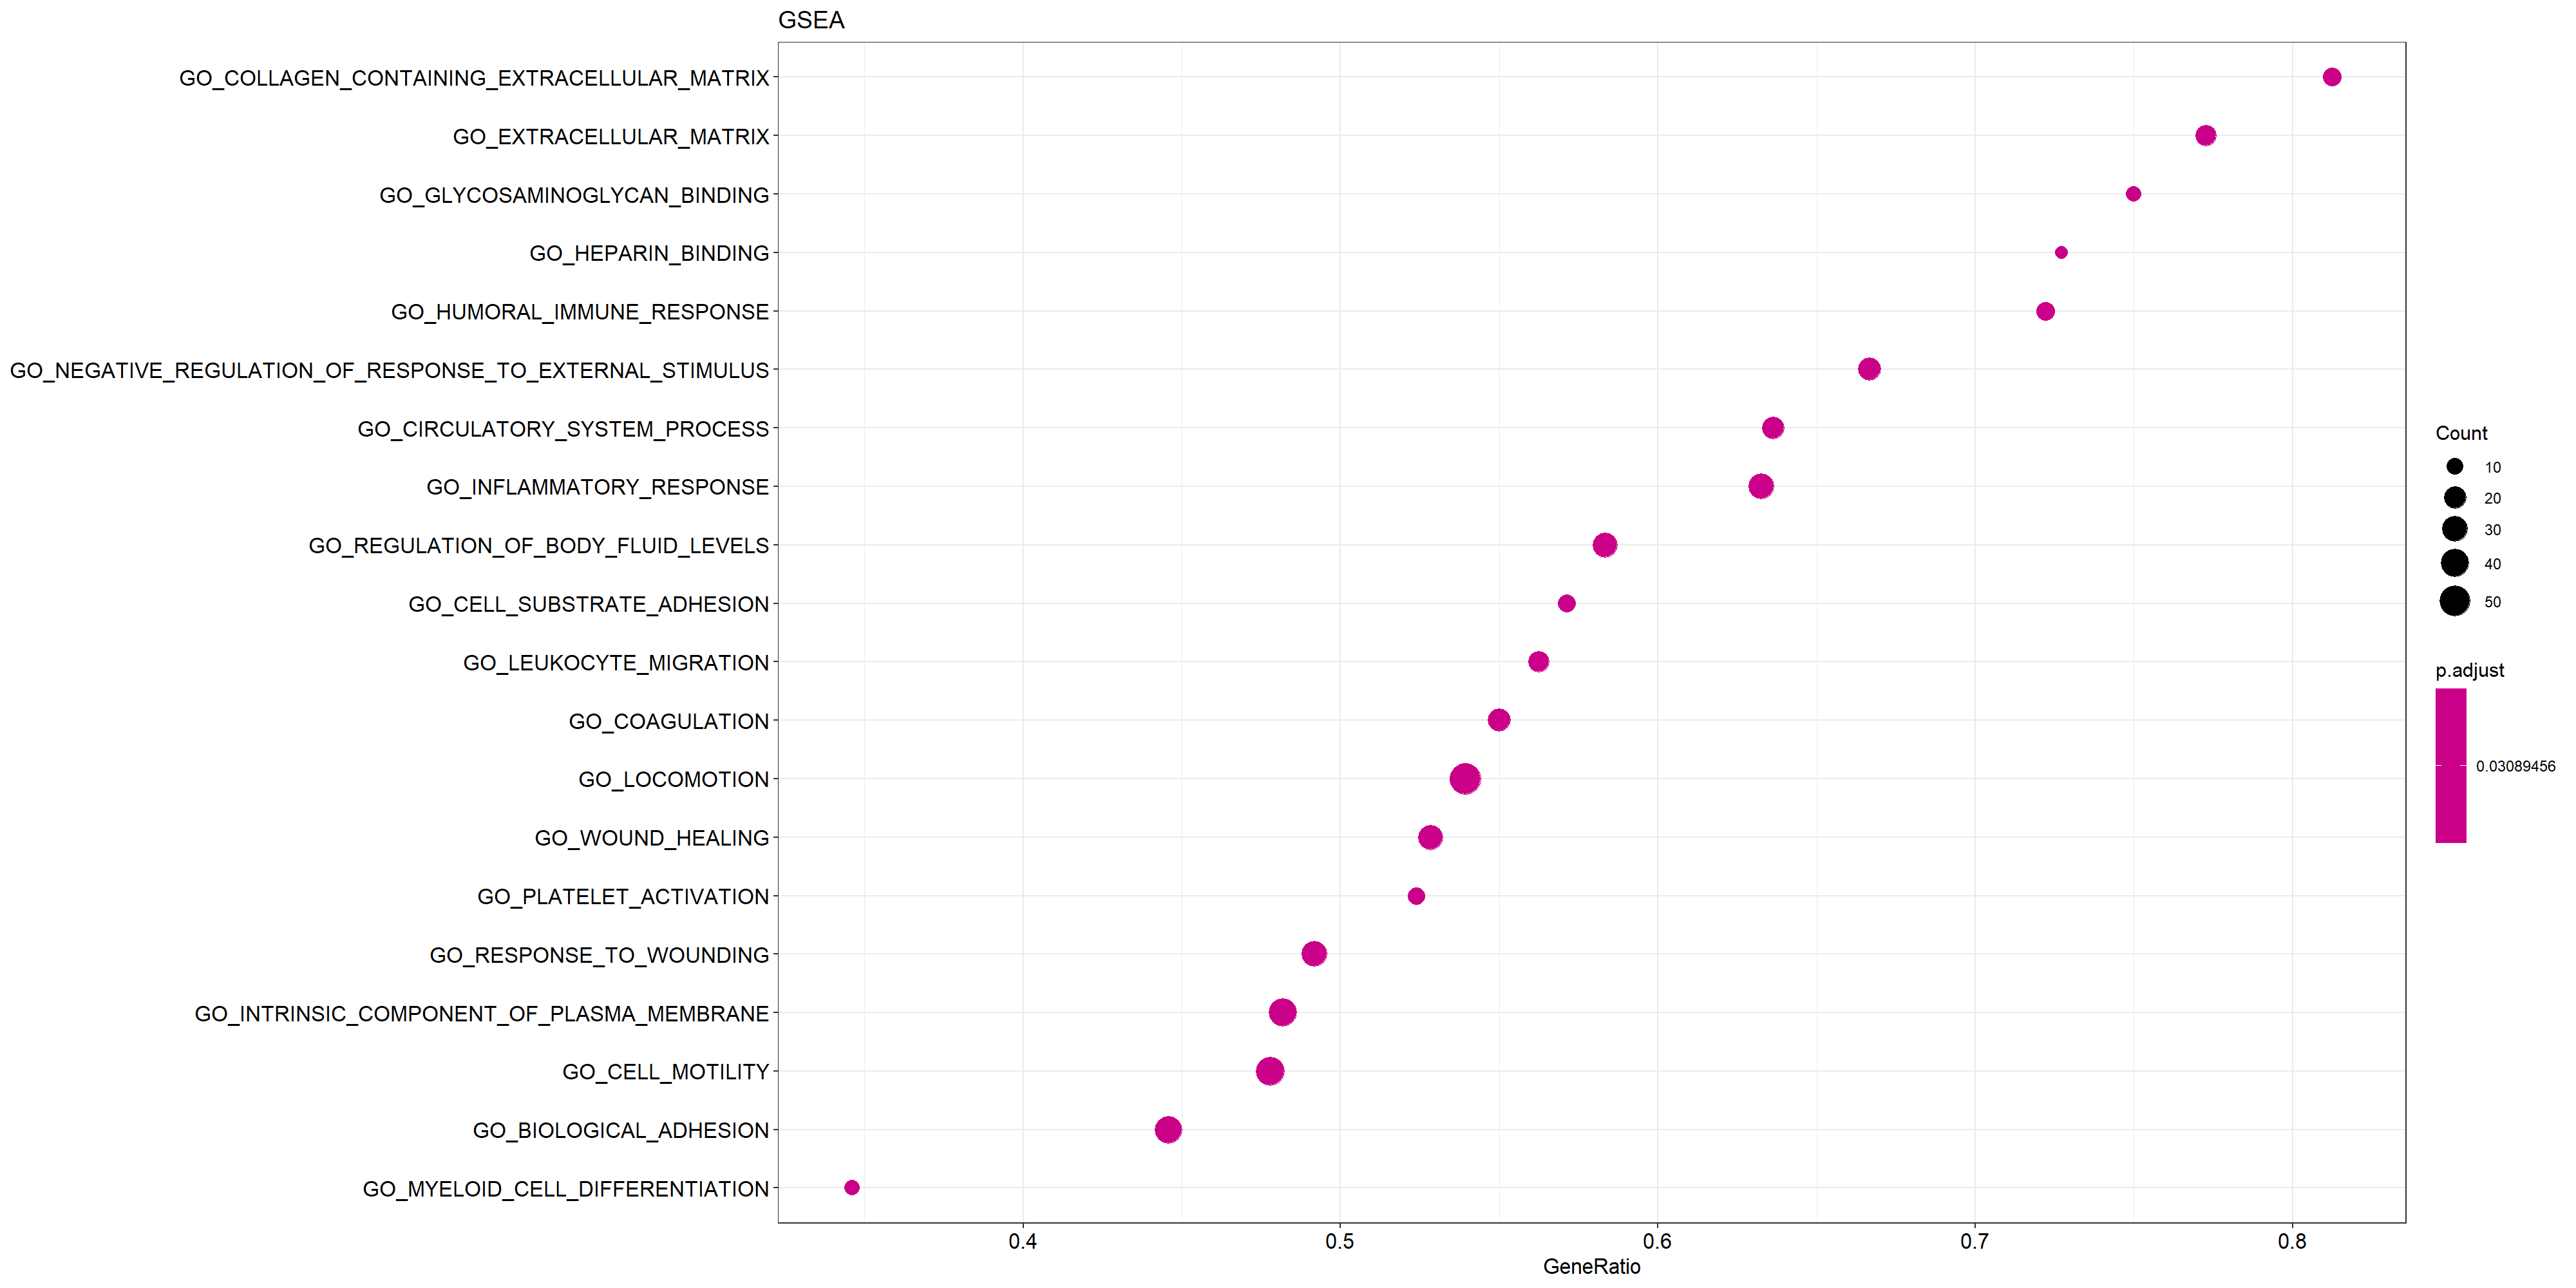 GSEA
GO_COLLAGEN_CONTAINING_EXTRACELLULAR_MATRIX
GO_EXTRACELLULAR_MATRIX
GO_GLYCOSAMINOGLYCAN_BINDING
GO_HEPARIN_BINDING
GO_HUMORAL_IMMUNE_RESPONSE
GO_NEGATIVE_REGULATION_OF_RESPONSE_TO_EXTERNAL_STIMULUS
GO_CIRCULATORY_SYSTEM_PROCESS
GO_INFLAMMATORY_RESPONSE
GO_REGULATION_OF_BODY_FLUID_LEVELS
GO_CELL_SUBSTRATE_ADHESION
GO_LEUKOCYTE_MIGRATION
GO_COAGULATION
GO_LOCOMOTION
GO_WOUND_HEALING
GO_PLATELET_ACTIVATION
GO_RESPONSE_TO_WOUNDING
GO_INTRINSIC_COMPONENT_OF_PLASMA_MEMBRANE
GO_CELL_MOTILITY
GO_BIOLOGICAL_ADHESION
GO_MYELOID_CELL_DIFFERENTIATION
0.4 0.5 0.6 0.7 0.8
GeneRatio
Count
10
20
30
40
50
p.adjust
0.03089456